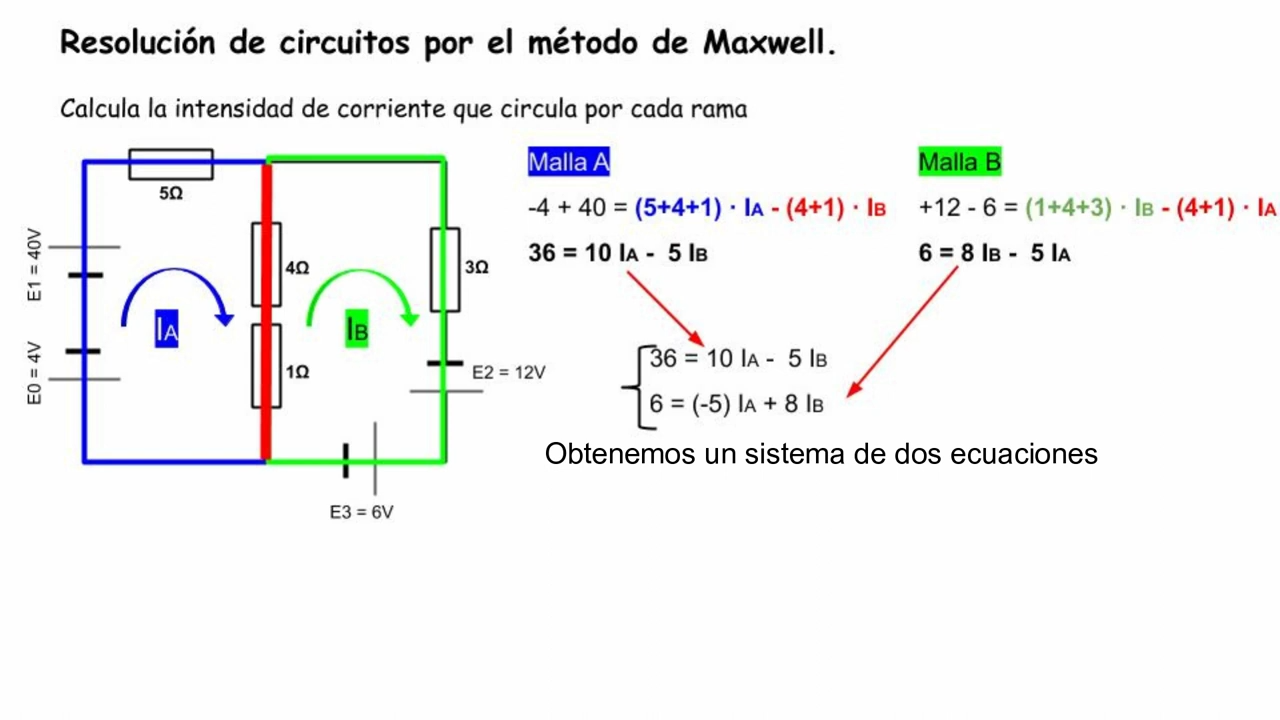 Resolución de circuitos por el método de Maxwell.
Calcula la intensidad de corriente que circula por cada rama
5Ω
E1 = 40V
E0 = 4V
IA
4Ω
1Ω
IB
3Ω
E2 = 12V
E3 = 6V
Malla A
-4 + 40 = (5+4+1) · IA - (4+1) · IB
36 = 10 IA - 5 IB
Malla B
+12 - 6 = (1+4+3) · IB - (4+1) · IA
6 = 8 IB - 5 IA
36 = 10 IA - 5 IB
6 = (-5) IA + 8 IB
Obtenemos un sistema de dos ecuaciones